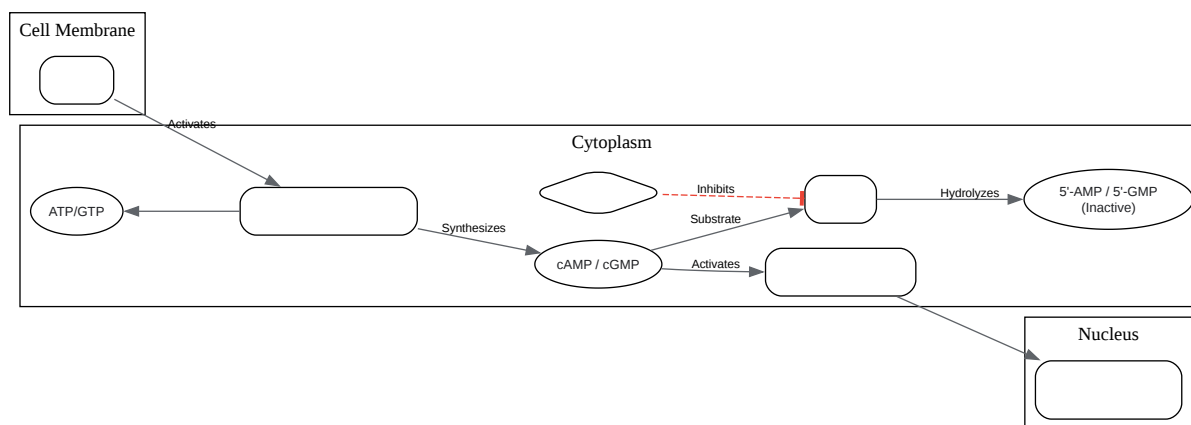 Cell Membrane
Activates
Cytoplasm
ATP/GTP
Synthesizes
Inhibits
Substrate
cAMP / cGMP
Activates
Hydrolyzes
5'-AMP / 5'-GMP
(Inactive)
Nucleus